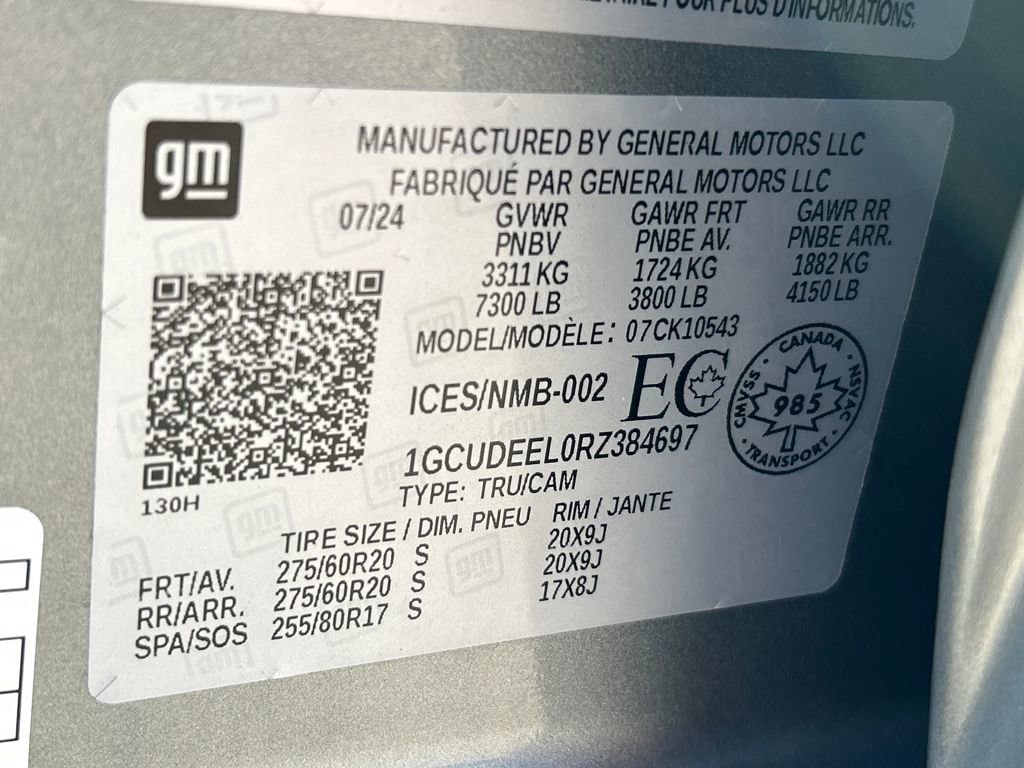 POUR PLUS D'INFORMATIONS.
gm
MANUFACTURED BY GENERAL MOTORS LLC
FABRIQUÉ PAR GENERAL MOTORS LLC
07/24 GVWR GAWR FRT GAWR RR
PNBV PNBE AV. PNBE ARR.
3311 KG 1724 KG 1882 KG
7300 LB 3800 LB 4150 LB
MODEL/MODÈLE: 07CK10543
ICES/NMB-002 EC
CANADA
CMVSS NSVAC
985
TRANSPORT
1GCUDEEL0RZ384697
130H
TYPE: TRU/CAM
TIRE SIZE / DIM. PNEU RIM / JANTE
FRT/AV. 275/60R20 S 20X9J
RR/ARR. 275/60R20 S 20X9J
SPA/SOS 255/80R17 S 17X8J